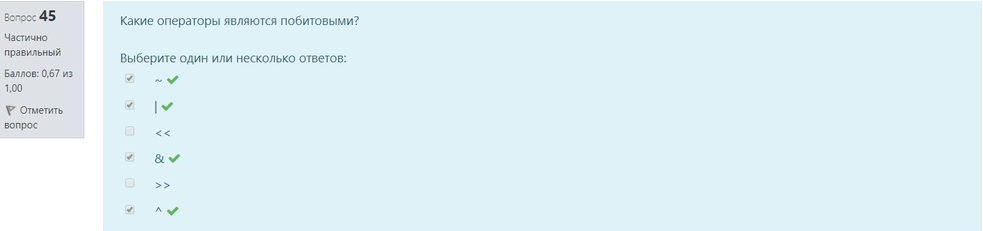 Вопрос 45
Частично
правильный
Баллов: 0,67 из
1,00
Отметить
вопрос
Какие операторы являются побитовыми?
Выберите один или несколько ответов:
~
|
<<
&
>>
^